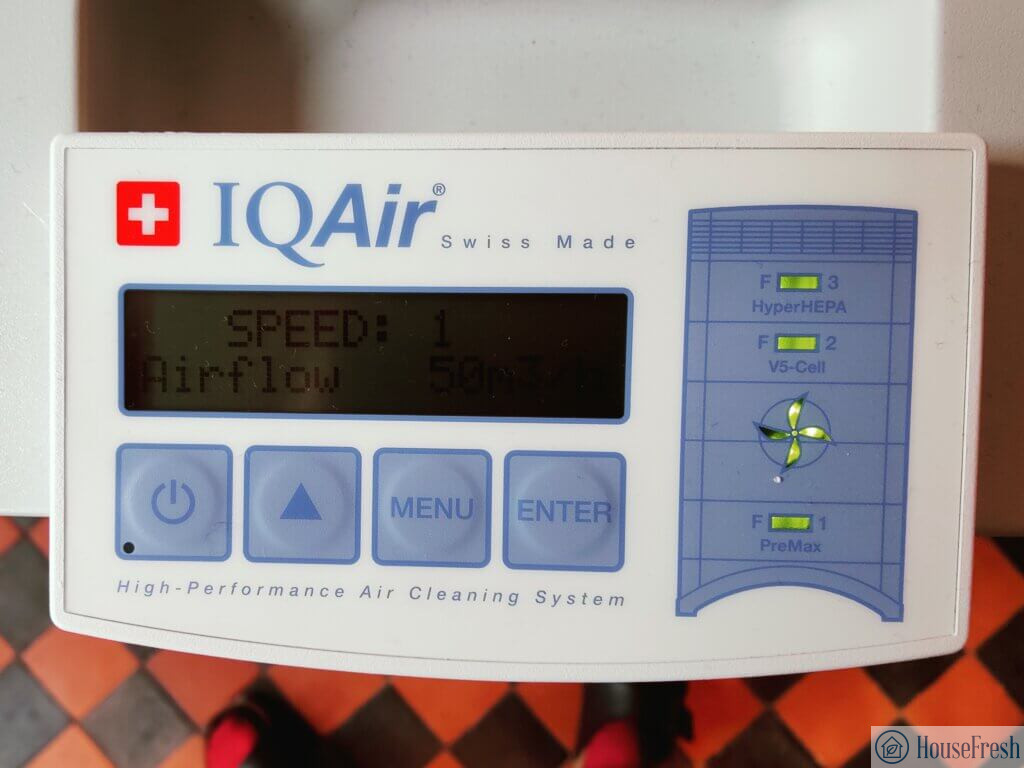 IQAir® Swiss Made
SPEED: 1
Airflow 50m3/h
MENU
ENTER
High-Performance Air Cleaning System
F 3
HyperHEPA
F 2
V5-Cell
F 1
PreMax
HouseFresh